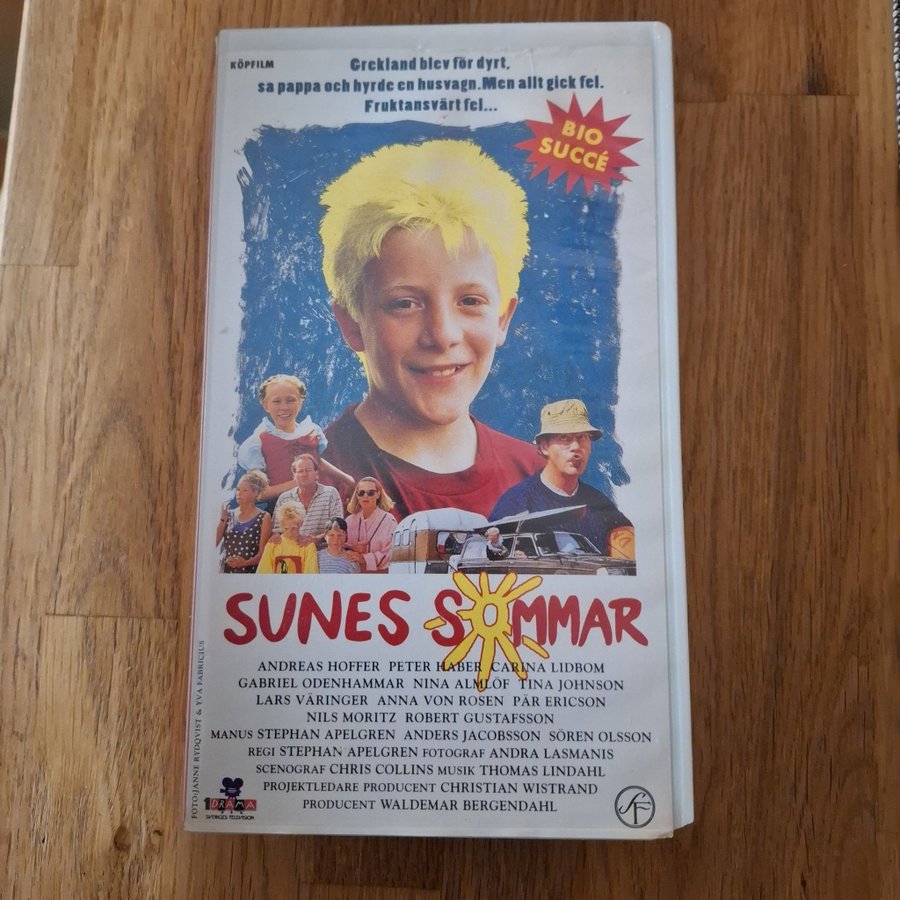 KÖPFILM
Grekland blev för dyrt,
sa pappa och hyrde en husvagn. Men allt gick fel.
Fruktansvärt fel...
BIO
SUCCÉ
SUNES SOMMAR
ANDREAS HOFFER PETER HABER CARINA LIDBOM
GABRIEL ODENHAMMAR NINA ALMLÖF TINA JOHNSON
LARS VÄRINGER ANNA VON ROSEN PÄR ERICSON
NILS MORITZ ROBERT GUSTAFSSON
MANUS STEPHAN APELGREN ANDERS JACOBSSON SÖREN OLSSON
REGI STEPHAN APELGREN FOTOGRAF ANDRA LASMANIS
SCENOGRAF CHRIS COLLINS MUSIK THOMAS LINDAHL
PROJEKTLEDARE PRODUCENT CHRISTIAN WISTRAND
PRODUCENT WALDEMAR BERGENDAHL
FOTO: JANNE RYDQVIST & YVA FABRICIUS
1 DRAMA
SVERIGES TELEVISION
SF